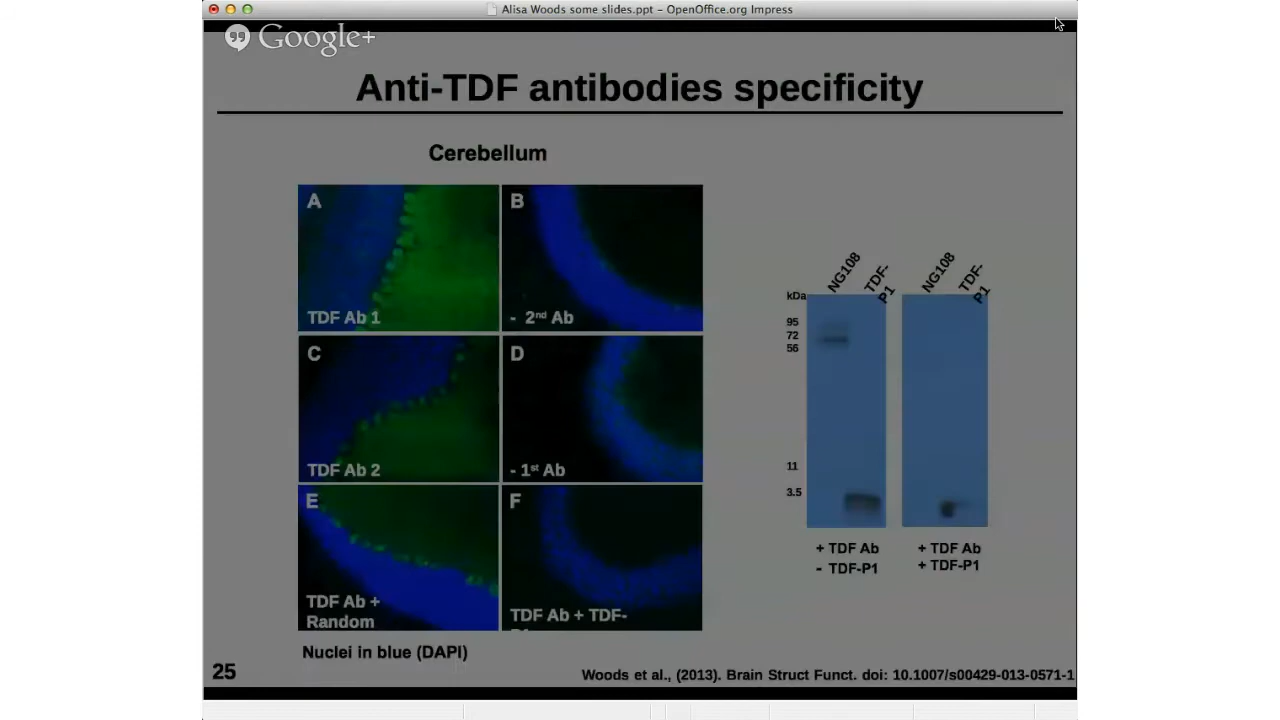 Alisa Woods some slides.ppt - OpenOffice.org Impress
Google+
Anti-TDF antibodies specificity
Cerebellum
A
TDF Ab 1
B
- 2nd Ab
C
TDF Ab 2
D
- 1st Ab
E
TDF Ab +
Random
F
TDF Ab + TDF-
Nuclei in blue (DAPI)
NG108
TDF-
P1
NG108
TDF-
P1
kDa
95
72
56
11
3.5
+ TDF Ab
- TDF-P1
+ TDF Ab
+ TDF-P1
25
Woods et al., (2013). Brain Struct Funct. doi: 10.1007/s00429-013-0571-1